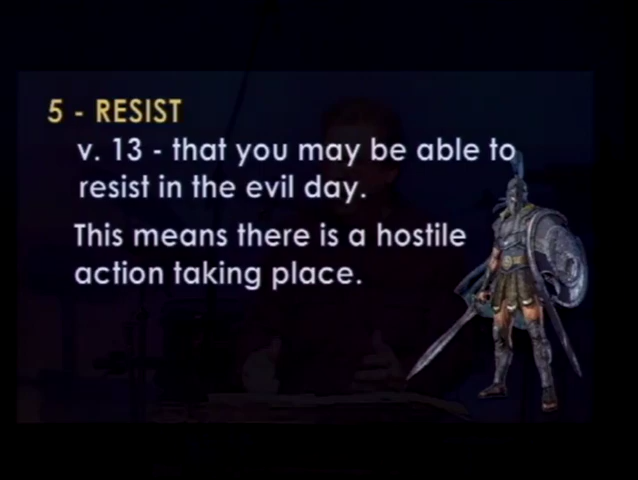 5 - RESIST
v. 13 - that you may be able to
resist in the evil day.
This means there is a hostile
action taking place.